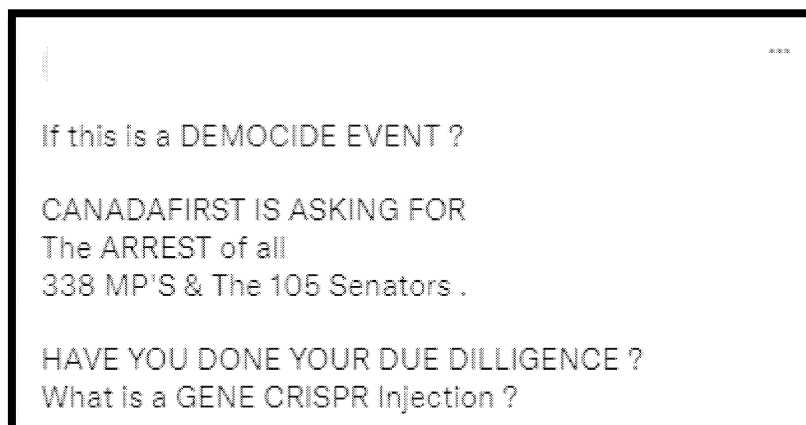 If this is a DEMOCIDE EVENT ?
CANADAFIRST IS ASKING FOR
The ARREST of all
338 MP'S & The 105 Senators .
HAVE YOU DONE YOUR DUE DILLIGENCE ?
What is a GENE CRISPR Injection ?